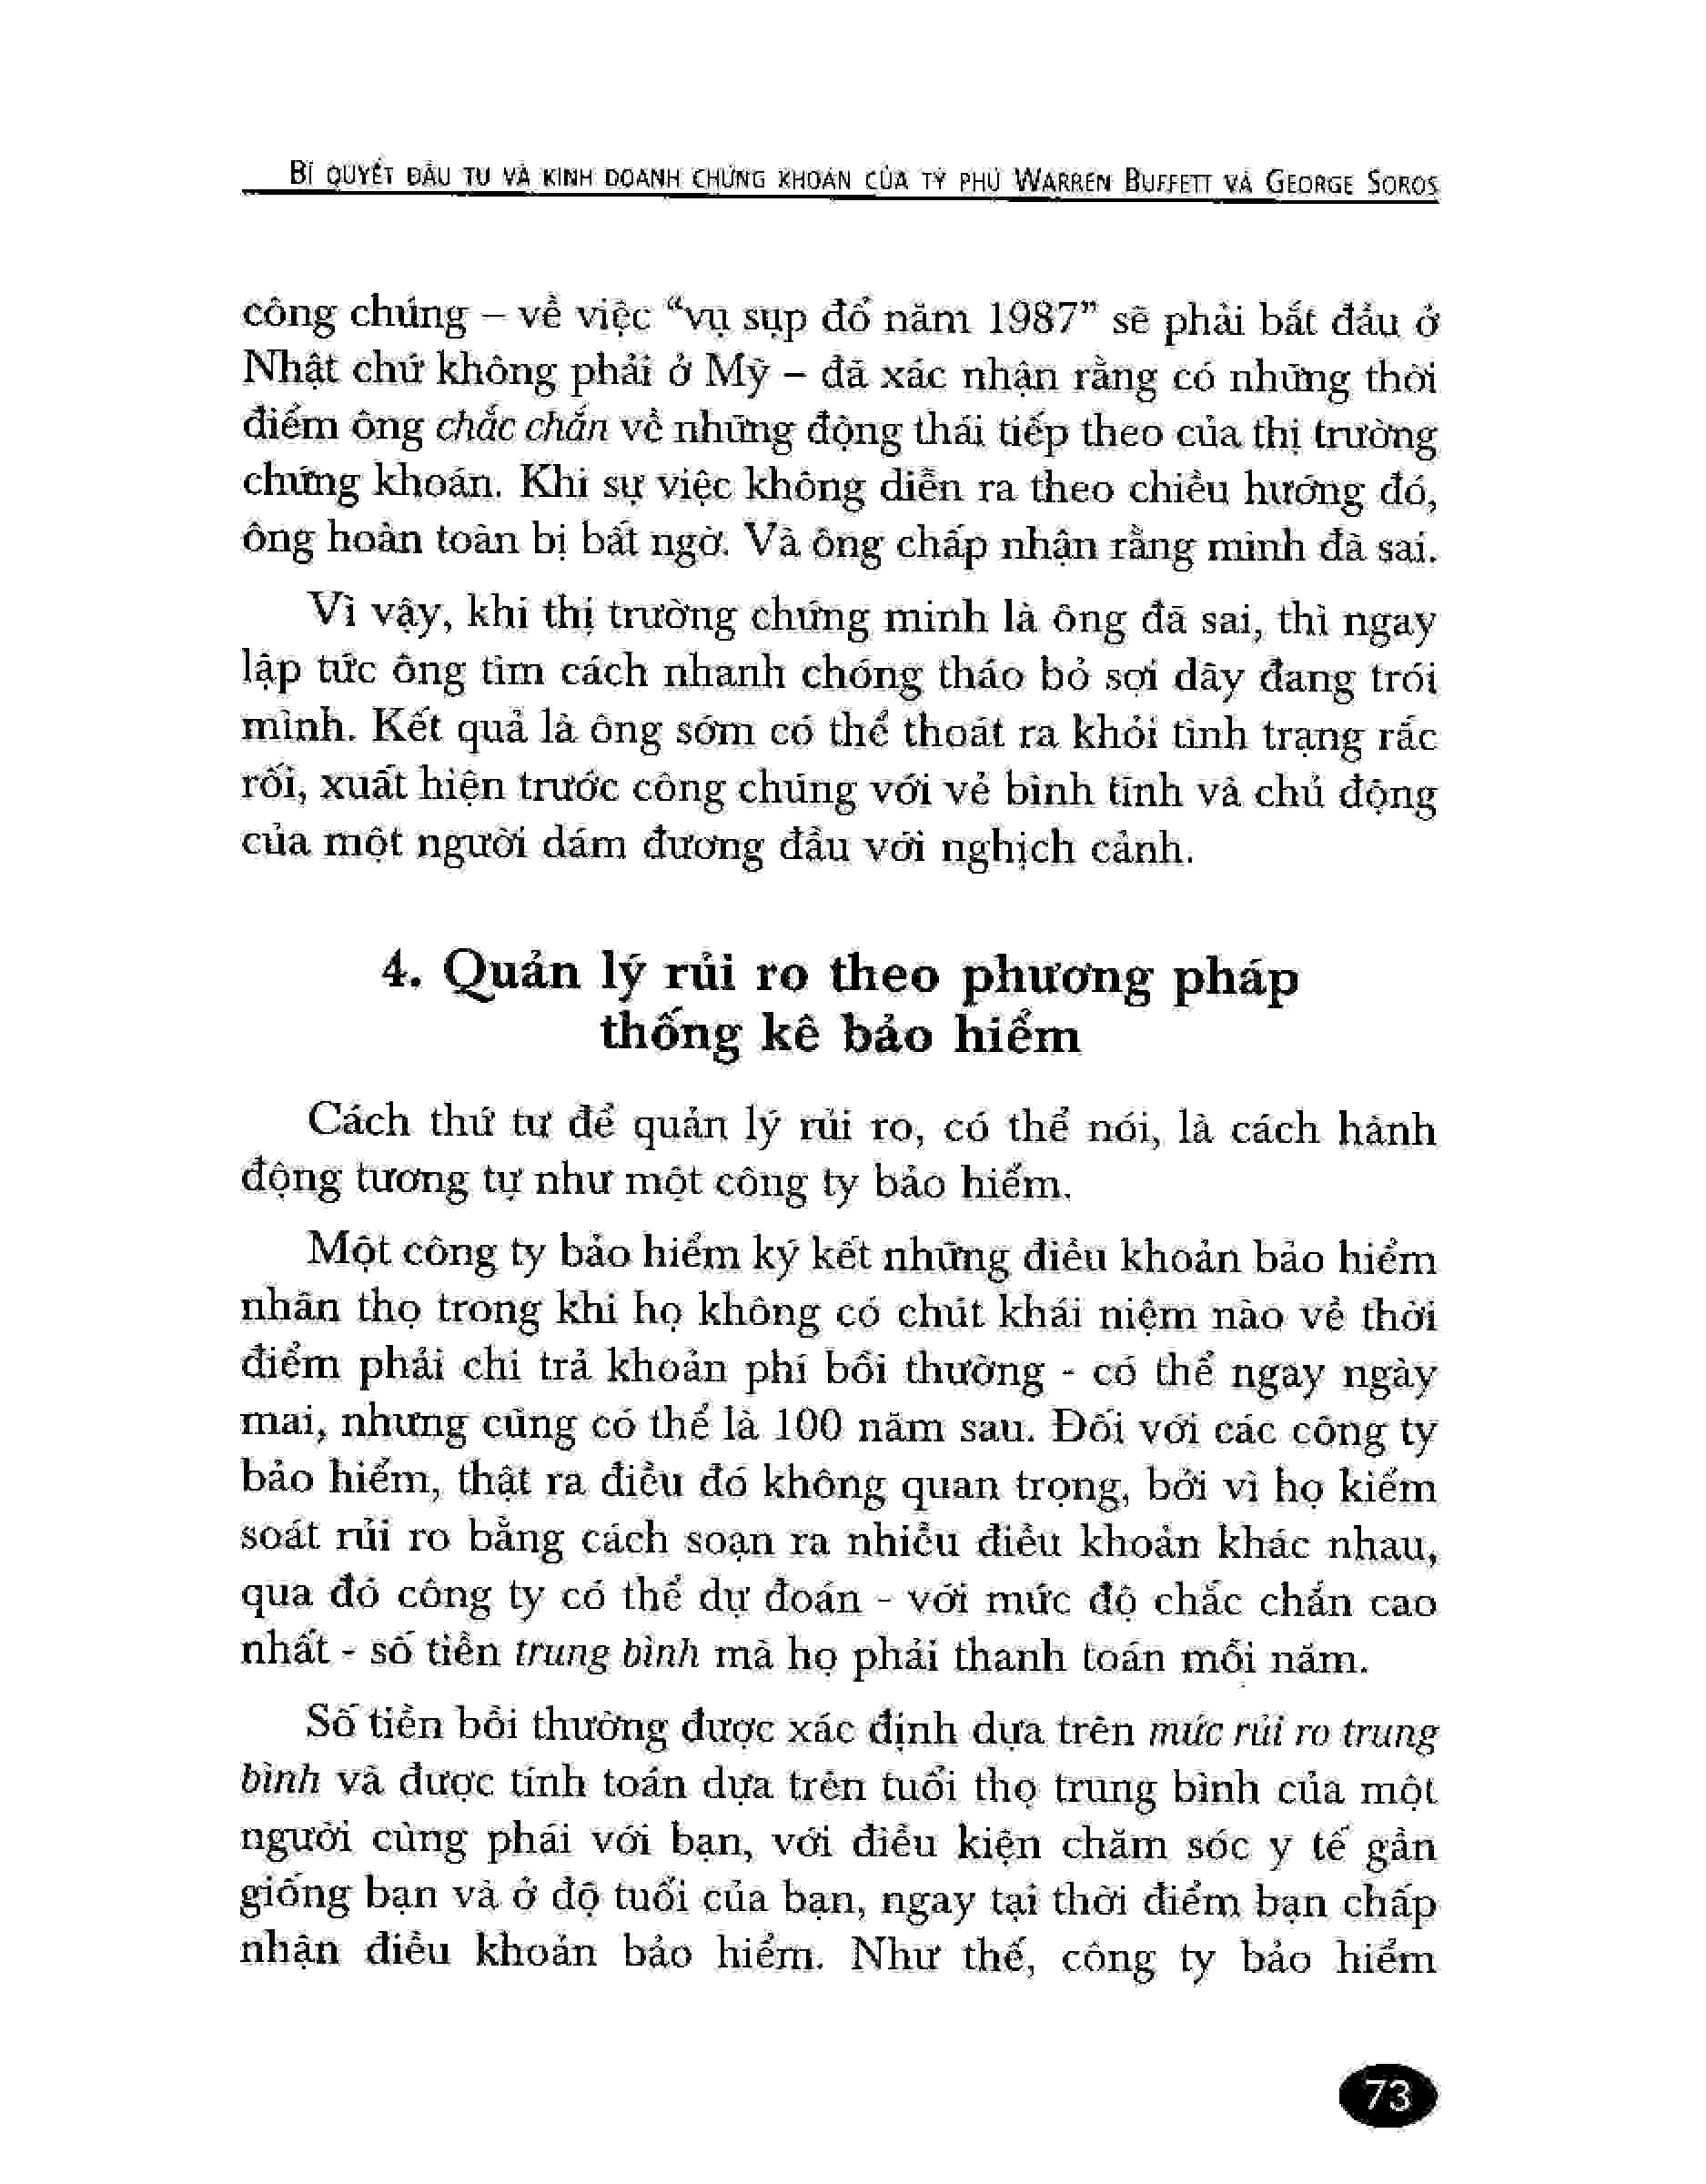 BÍ QUYẾT ĐẦU TƯ VÀ KINH DOANH CHỨNG KHOÁN CỦA TỶ PHÚ WARREN BUFFETT VÀ GEORGE SOROS
công chúng – về việc “vụ sụp đổ năm 1987” sẽ phải bắt đầu ở
Nhật chứ không phải ở Mỹ – đã xác nhận rằng có những thời
điểm ông chắc chắn về những động thái tiếp theo của thị trường
chứng khoán. Khi sự việc không diễn ra theo chiều hướng đó,
ông hoàn toàn bị bất ngờ. Và ông chấp nhận rằng mình đã sai.
Vì vậy, khi thị trường chứng minh là ông đã sai, thì ngay
lập tức ông tìm cách nhanh chóng tháo bỏ sợi dây đang trói
mình. Kết quả là ông sớm có thể thoát ra khỏi tình trạng rắc
rối, xuất hiện trước công chúng với vẻ bình tĩnh và chủ động
của một người dám đương đầu với nghịch cảnh.
4. Quản lý rủi ro theo phương pháp
thống kê bảo hiểm
Cách thứ tư để quản lý rủi ro, có thể nói, là cách hành
động tương tự như một công ty bảo hiểm.
Một công ty bảo hiểm ký kết những điều khoản bảo hiểm
nhân thọ trong khi họ không có chút khái niệm nào về thời
điểm phải chi trả khoản phí bồi thường - có thể ngay ngày
mai, nhưng cũng có thể là 100 năm sau. Đối với các công ty
bảo hiểm, thật ra điều đó không quan trọng, bởi vì họ kiểm
soát rủi ro bằng cách soạn ra nhiều điều khoản khác nhau,
qua đó công ty có thể dự đoán - với mức độ chắc chắn cao
nhất - số tiền trung bình mà họ phải thanh toán mỗi năm.
Số tiền bồi thường được xác định dựa trên mức rủi ro trung
bình và được tính toán dựa trên tuổi thọ trung bình của một
người cùng phái với bạn, với điều kiện chăm sóc y tế gần
giống bạn và ở độ tuổi của bạn, ngay tại thời điểm bạn chấp
nhận điều khoản bảo hiểm. Như thế, công ty bảo hiểm
73